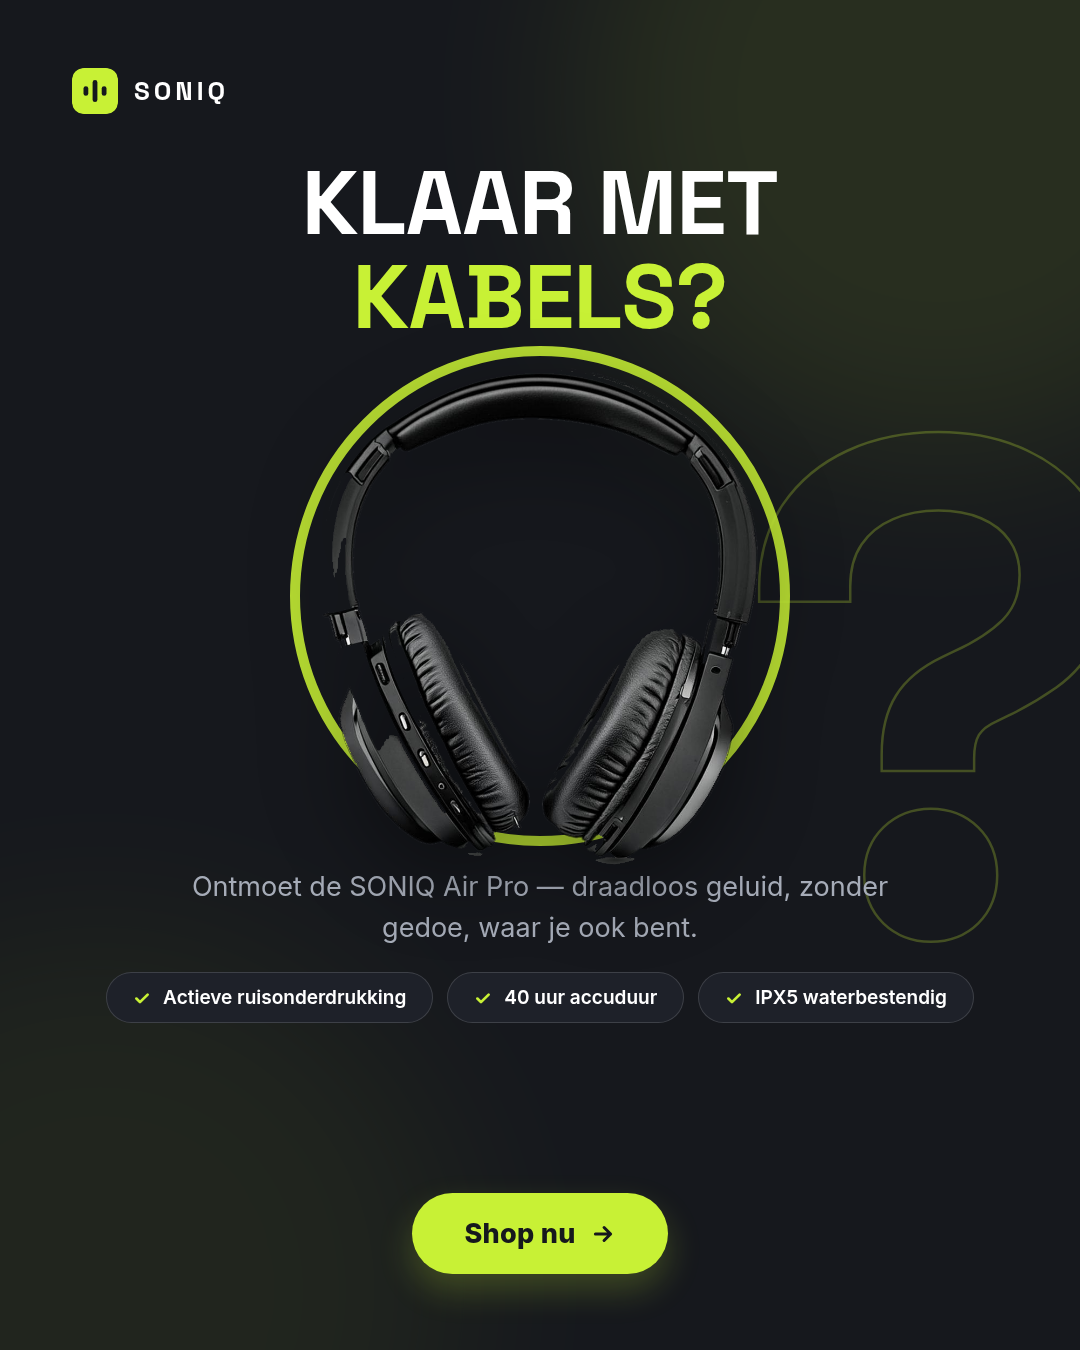 SONIQ
KLAAR MET
KABELS?
?
Ontmoet de SONIQ Air Pro — draadloos geluid, zonder
gedoe, waar je ook bent.
Actieve ruisonderdrukking
40 uur accuduur
IPX5 waterbestendig
Shop nu →